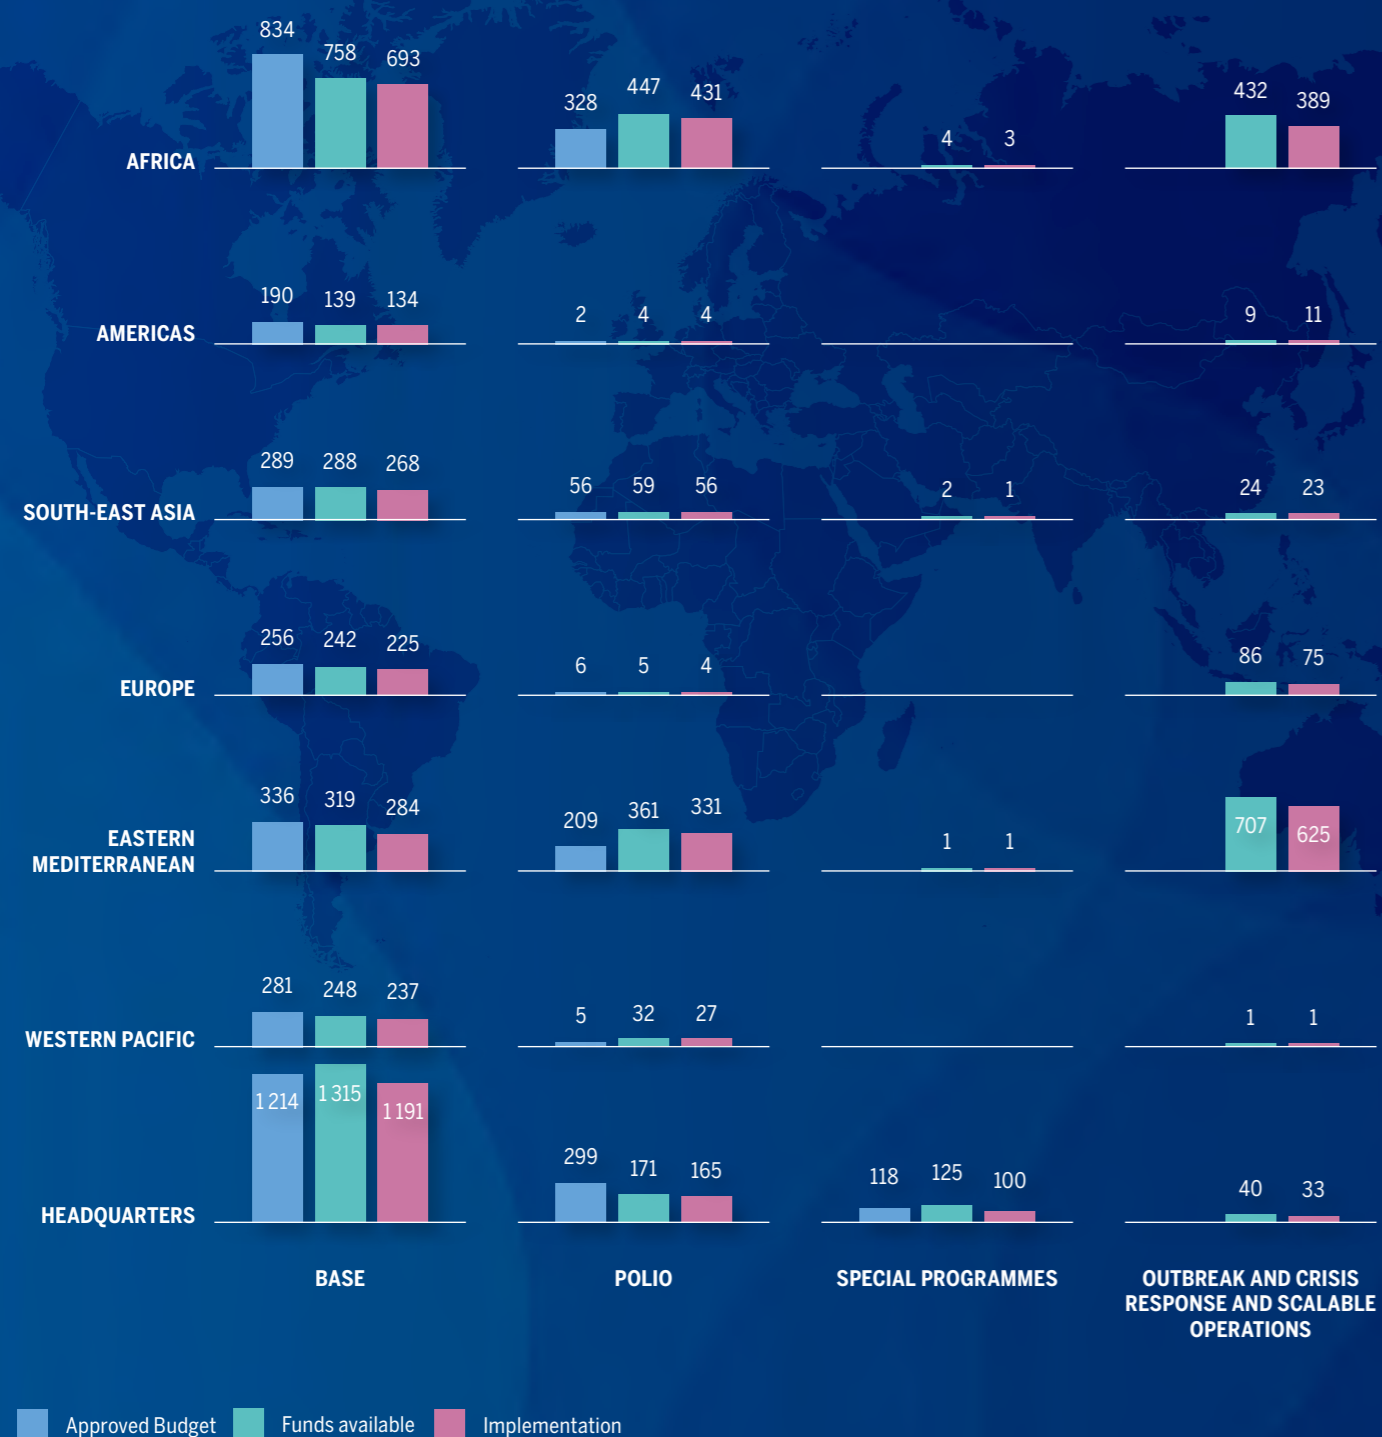 834 758 693
328 447 431
4 3
432 389
AFRICA
190 139 134
2 4 4
9 11
AMERICAS
289 288 268
56 59 56
2 1
24 23
SOUTH-EAST ASIA
256 242 225
6 5 4
86 75
EUROPE
336 319 284
209 361 331
1 1
707 625
EASTERN
MEDITERRANEAN
281 248 237
5 32 27
1 1
WESTERN PACIFIC
1 214 1 315 1 191
299 171 165
118 125 100
40 33
HEADQUARTERS
BASE
POLIO
SPECIAL PROGRAMMES
OUTBREAK AND CRISIS
RESPONSE AND SCALABLE
OPERATIONS
Approved Budget Funds available Implementation